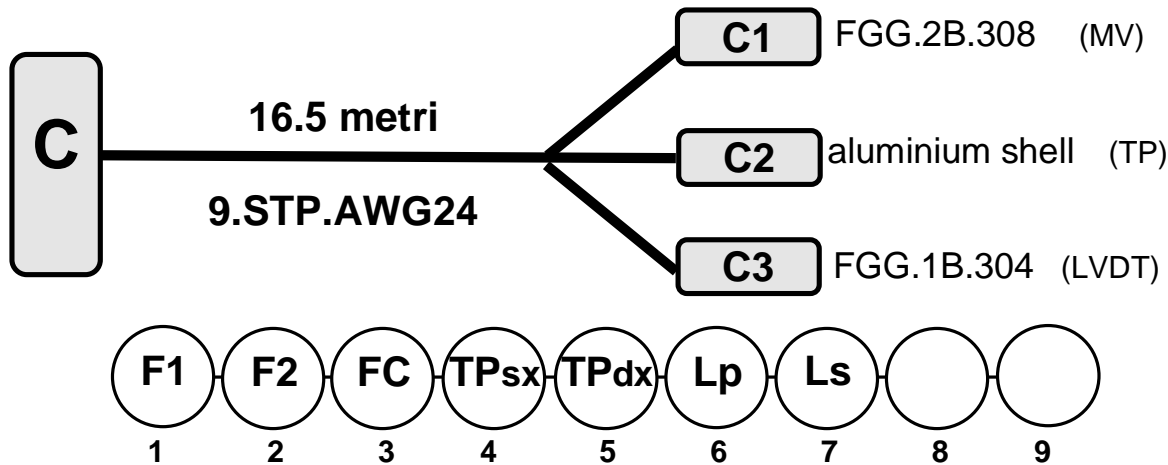 C1 FGG.2B.308 (MV)
C 16.5 metri
C2 aluminium shell (TP)
9.STP.AWG24
C3 FGG.1B.304 (LVDT)
F1 F2 FC TPsx TPdx Lp Ls
1 2 3 4 5 6 7 8 9